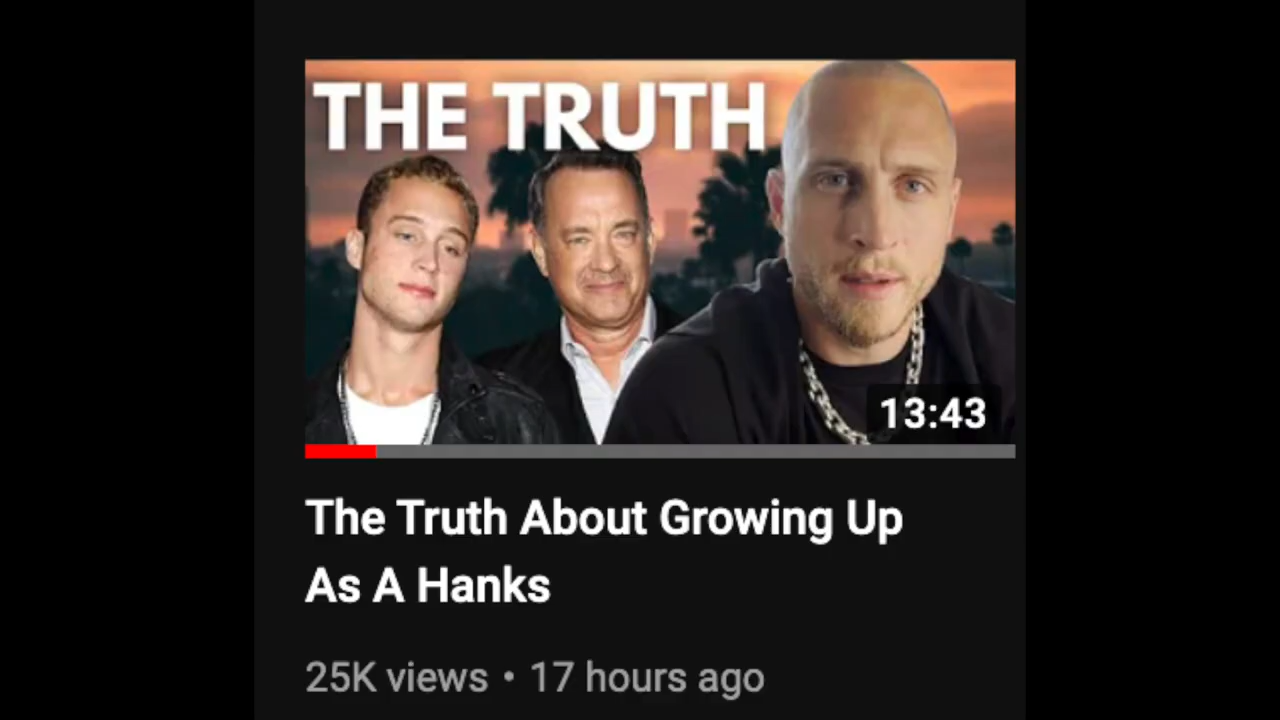 THE TRUTH
13:43
The Truth About Growing Up
As A Hanks
25K views • 17 hours ago